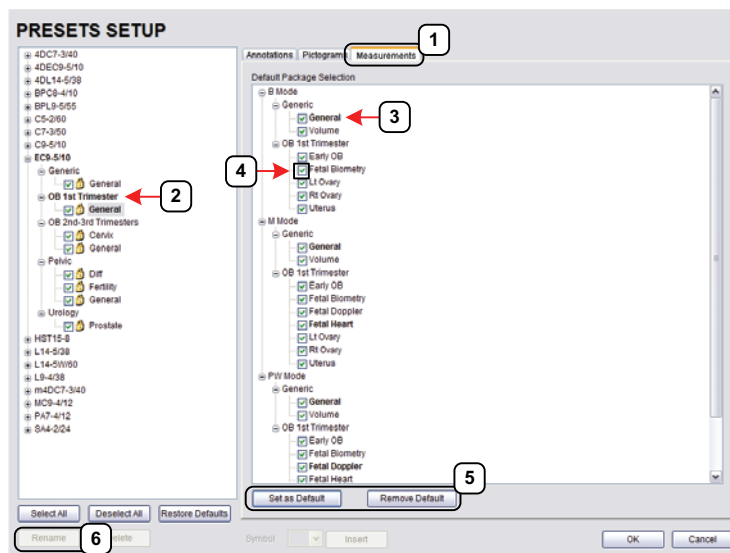 PRESETS SETUP
4DC7-3/40
4DEC9-5/10
4DL14-5/38
BPC8-4/10
BPL9-5/55
C5-2/60
C7-3/50
C9-5/10
EC9-5/10
Generic
General
OB 1st Trimester
2
General
OB 2nd-3rd Trimesters
Cervix
General
Pelvic
Diff
Fertility
General
Urology
Prostate
HST15-8
L14-5/38
L14-5W/60
L9-4/38
m4DC7-3/40
MC9-4/12
PA7-4/12
SA4-2/24
Select All Deselect All Restore Defaults
Rename 6
1
Annotations Pictograms Measurements
Default Package Selection
B Mode
Generic
General
3
Volume
OB 1st Trimester
Early OB
4
Fetal Biometry
Lt Ovary
Rt Ovary
Uterus
M Mode
Generic
General
Volume
OB 1st Trimester
Early OB
Fetal Biometry
Fetal Doppler
Fetal Heart
Lt Ovary
Rt Ovary
Uterus
PW Mode
Generic
General
Volume
OB 1st Trimester
Early OB
Fetal Biometry
Fetal Doppler
Fetal Heart
5
Set as Default Remove Default
Symbol Insert
OK Cancel